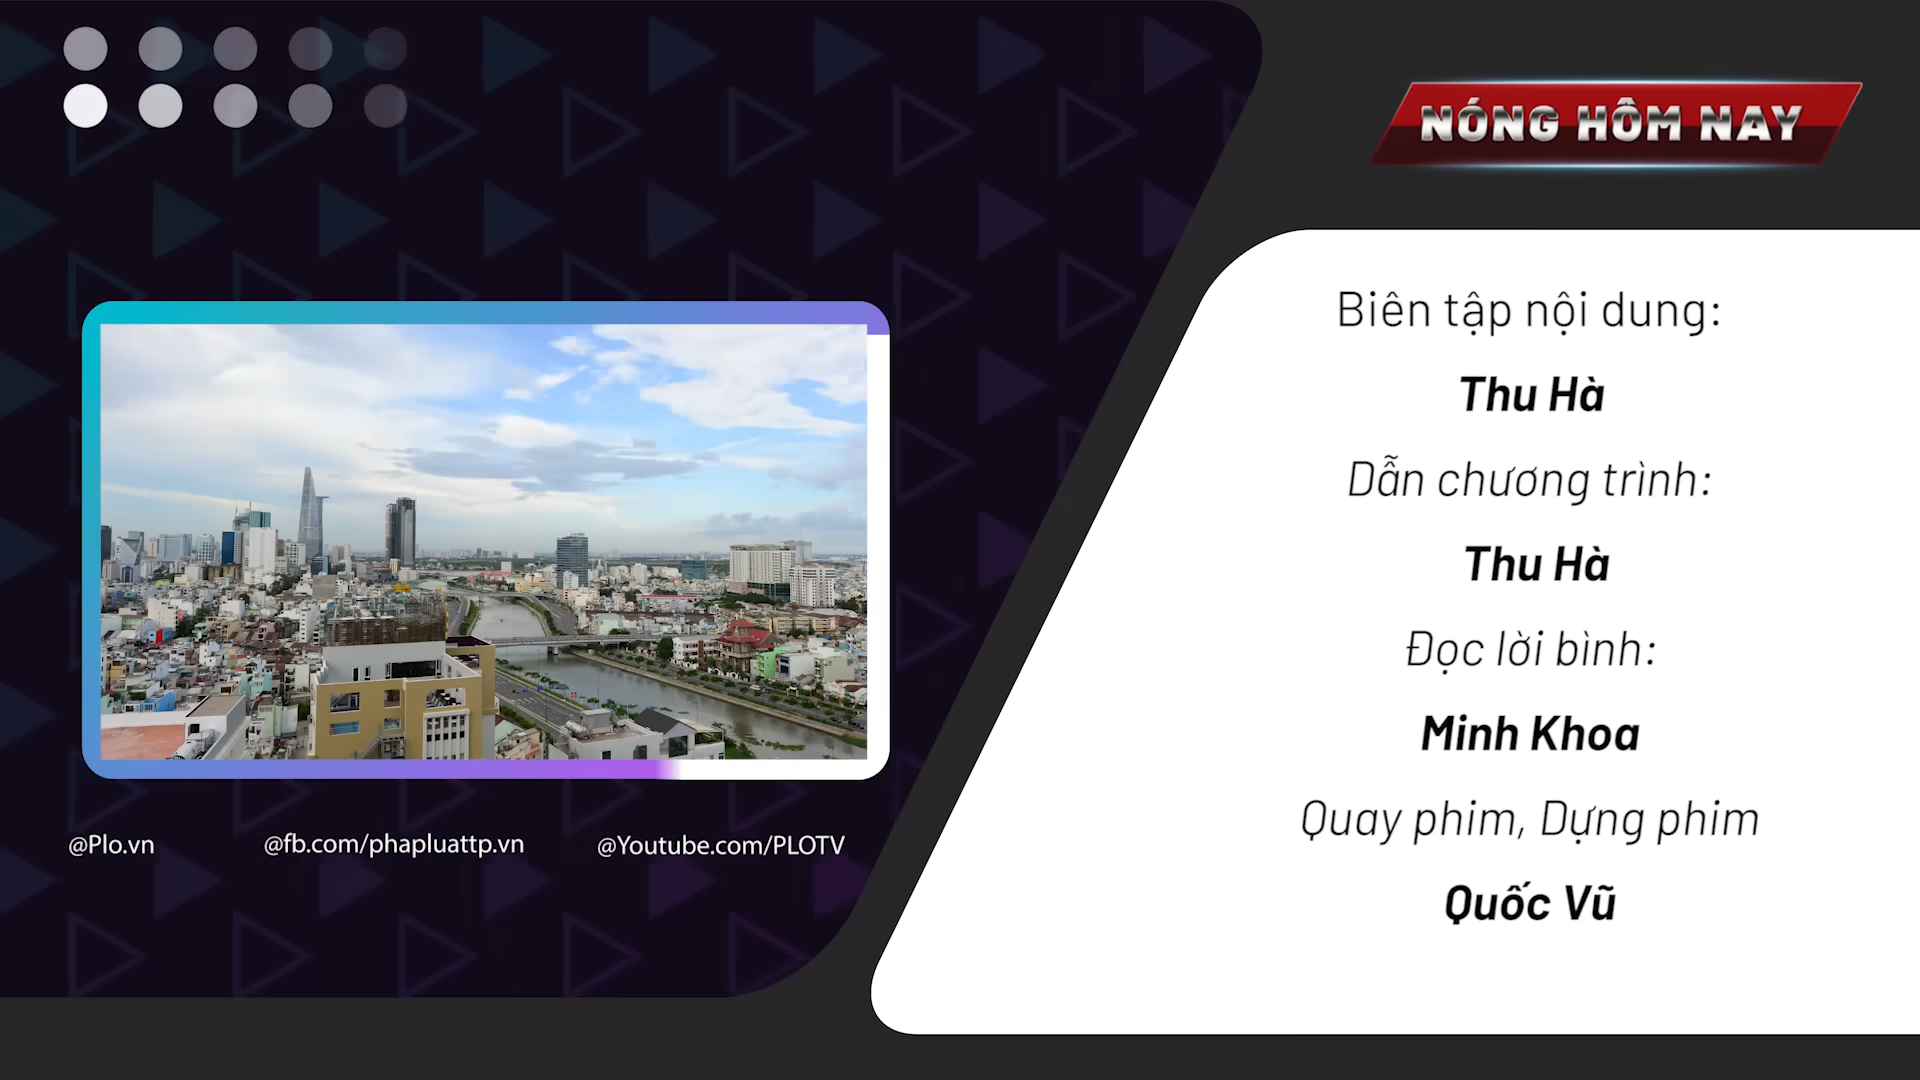 NÓNG HÔM NAY
Biên tập nội dung:
Thu Hà
Dẫn chương trình:
Thu Hà
Đọc lời bình:
Minh Khoa
Quay phim, Dựng phim
Quốc Vũ
@Plo.vn
@fb.com/phapluattp.vn
@Youtube.com/PLOTV